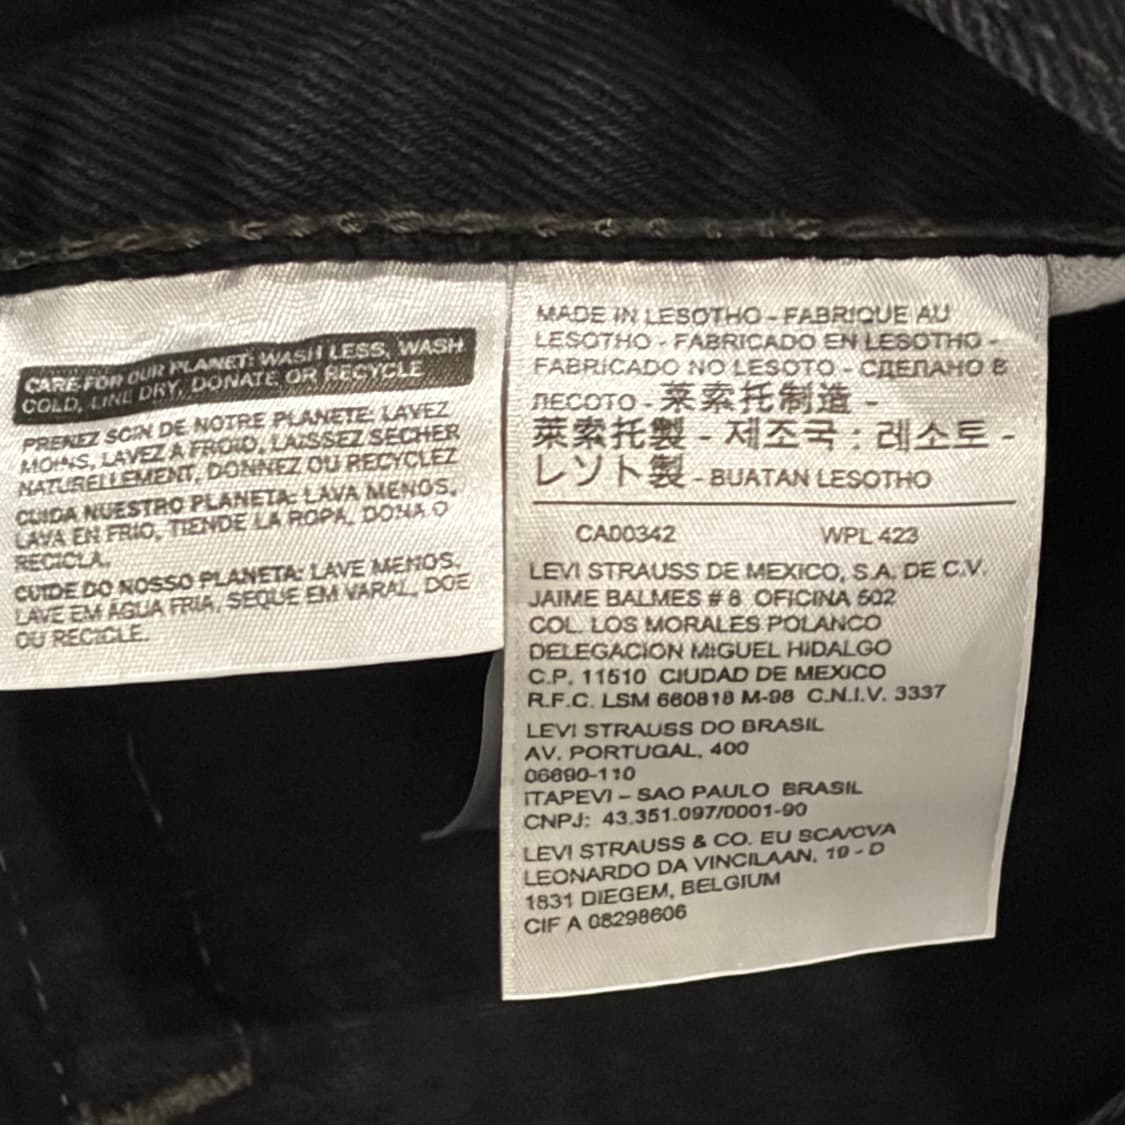 CARE FOR OUR PLANET: WASH LESS, WASH
COLD, LINE DRY, DONATE OR RECYCLE
PRENEZ SOIN DE NOTRE PLANETE: LAVEZ
MOINS, LAVEZ A FROID, LAISSEZ SECHER
NATURELLEMENT, DONNEZ OU RECYCLEZ
CUIDA NUESTRO PLANETA: LAVA MENOS,
LAVA EN FRIO, TIENDE LA ROPA, DONA O
RECICLA.
CUIDE DO NOSSO PLANETA: LAVE MENOS,
LAVE EM AGUA FRIA, SEQUE EM VARAL, DOE
OU RECICLE.
MADE IN LESOTHO - FABRIQUE AU
LESOTHO - FABRICADO EN LESOTHO -
FABRICADO NO LESOTO - СДЕЛАНО В
ЛЕСОТО - 莱索托制造 -
萊索托製 - 제조국 : 레소토 -
レソト製 - BUATAN LESOTHO
CA00342 WPL 423
LEVI STRAUSS DE MEXICO, S.A. DE C.V.
JAIME BALMES # 8 OFICINA 602
COL. LOS MORALES POLANCO
DELEGACION MIGUEL HIDALGO
C.P. 11510 CIUDAD DE MEXICO
R.F.C. LSM 660818 M-98 C.N.I.V. 3337
LEVI STRAUSS DO BRASIL
AV. PORTUGAL, 400
06690-110
ITAPEVI – SAO PAULO BRASIL
CNPJ: 43.351.097/0001-90
LEVI STRAUSS & CO. EU SCA/CVA
LEONARDO DA VINCILAAN, 19 - D
1831 DIEGEM, BELGIUM
CIF A 08298606